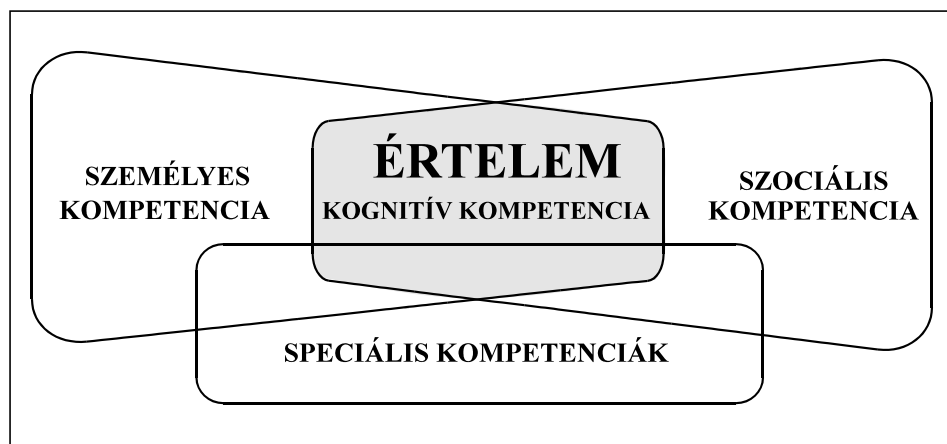 SZEMÉLYES
KOMPETENCIA
ÉRTELEM
KOGNITÍV KOMPETENCIA
SZOCIÁLIS
KOMPETENCIA
SPECIÁLIS KOMPETENCIÁK